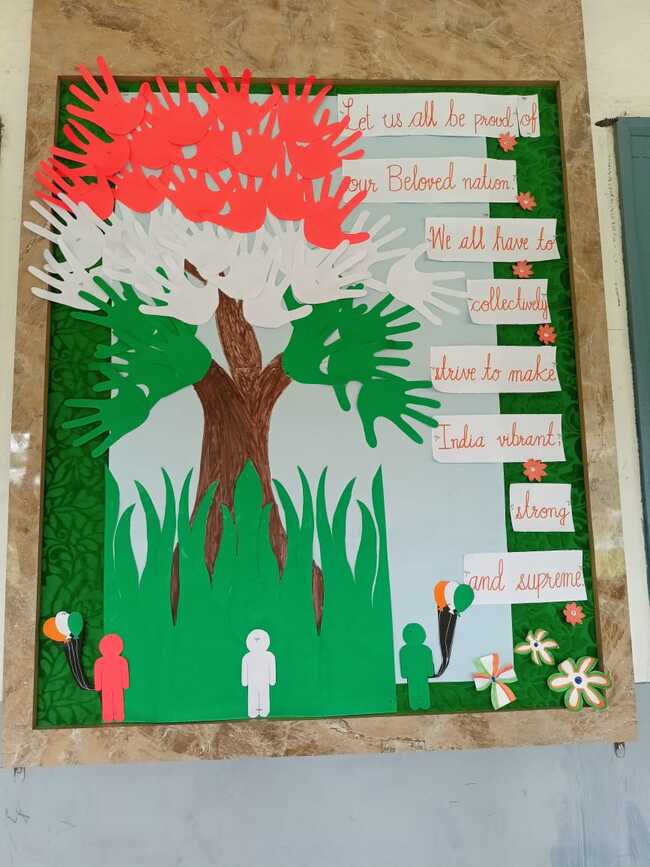 Let us all be proud of
our Beloved nation.
We all have to
collectively
strive to make
India vibrant,
strong
and supreme.